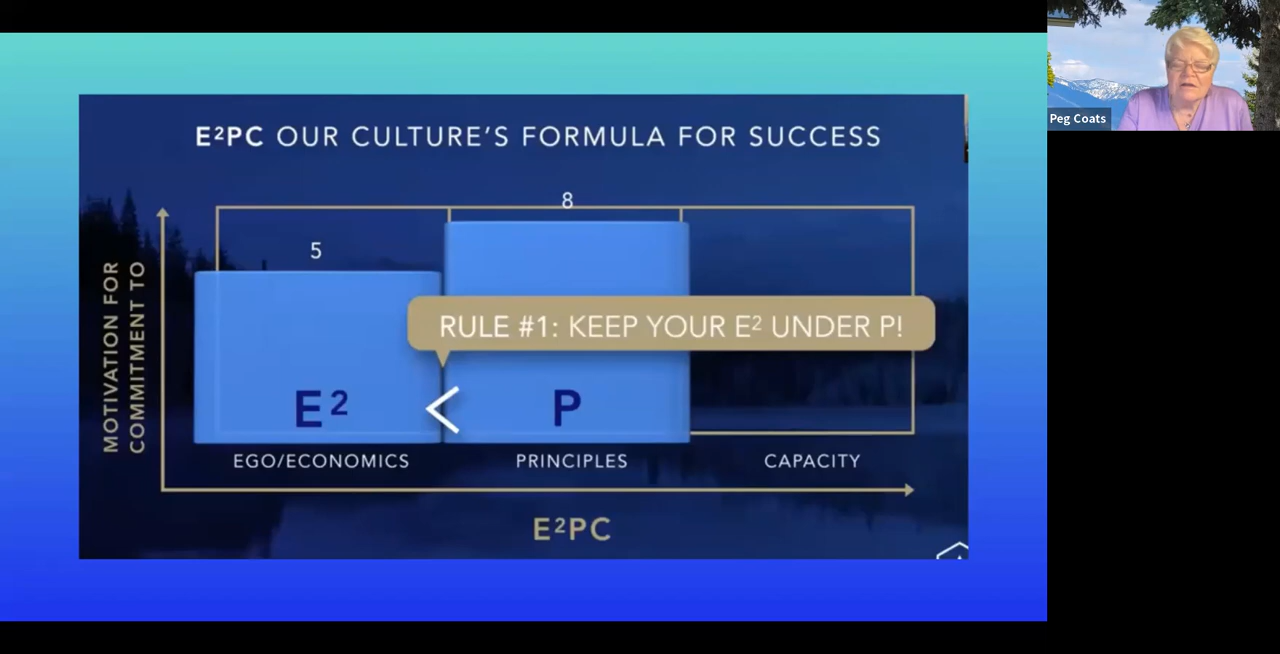 E²PC OUR CULTURE'S FORMULA FOR SUCCESS
8
5
RULE #1: KEEP YOUR E² UNDER P!
MOTIVATION FOR
COMMITMENT TO
E²
<
P
EGO/ECONOMICS
PRINCIPLES
CAPACITY
E²PC
Peg Coats